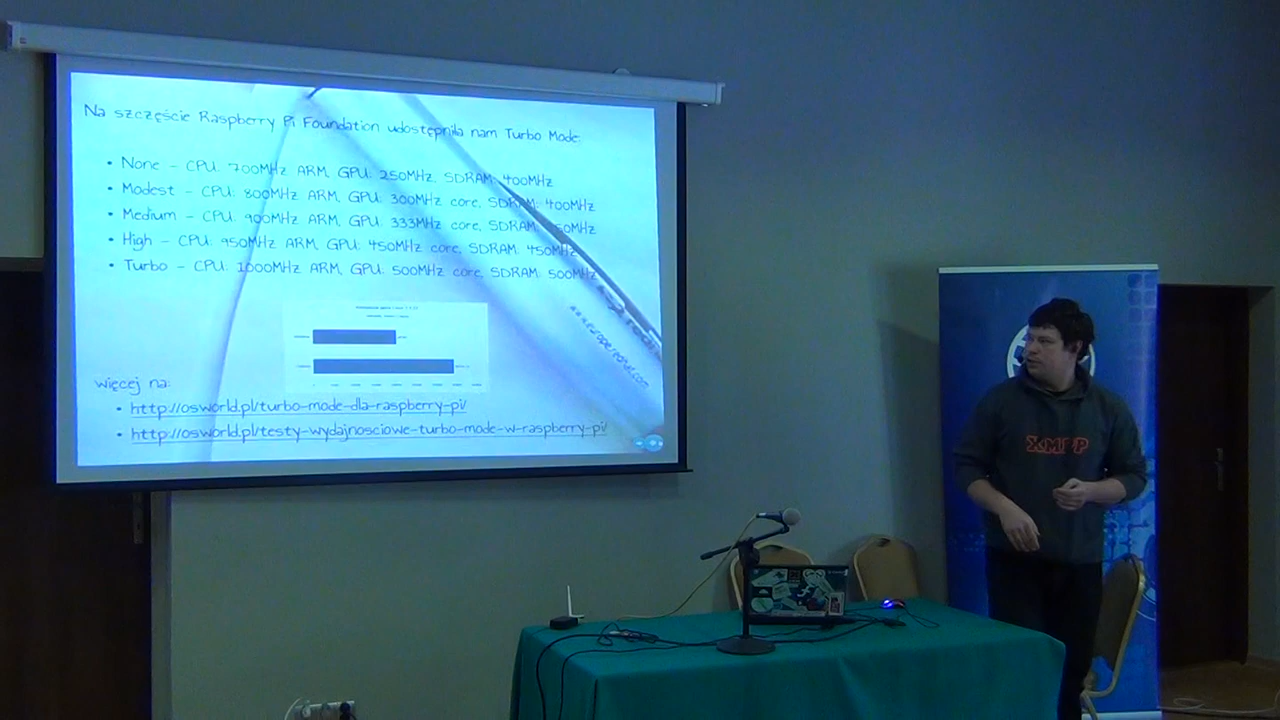 Na szczęście Raspberry Pi Foundation udostępniła nam Turbo Mode:
• None – CPU: 700MHz ARM, GPU: 250MHz, SDRAM: 400MHz
• Modest – CPU: 800MHz ARM, GPU: 300MHz core, SDRAM: 400MHz
• Medium – CPU: 900MHz ARM, GPU: 333MHz core, SDRAM: 450MHz
• High – CPU: 950MHz ARM, GPU: 450MHz core, SDRAM: 450MHz
• Turbo – CPU: 1000MHz ARM, GPU: 500MHz core, SDRAM: 500MHz
więcej na:
• http://osworld.pl/turbo-mode-dla-raspberry-pi/
• http://osworld.pl/testy-wydajnosciowe-turbo-mode-w-raspberry-pi/
XMPP